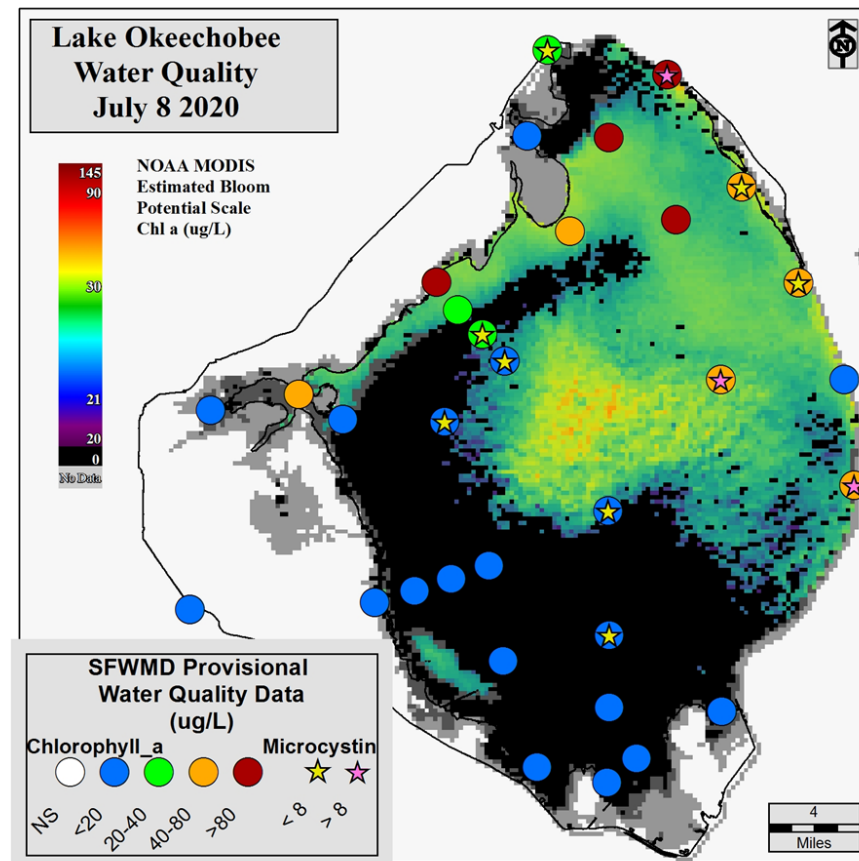 Lake Okeechobee
Water Quality
July 8 2020
N
145
90
30
21
20
0
No Data
NOAA MODIS
Estimated Bloom
Potential Scale
Chl a (ug/L)
SFWMD Provisional
Water Quality Data
(ug/L)
Chlorophyll_a Microcystin
NS <20 20-40 40-80 >80 < 8 > 8
4
Miles